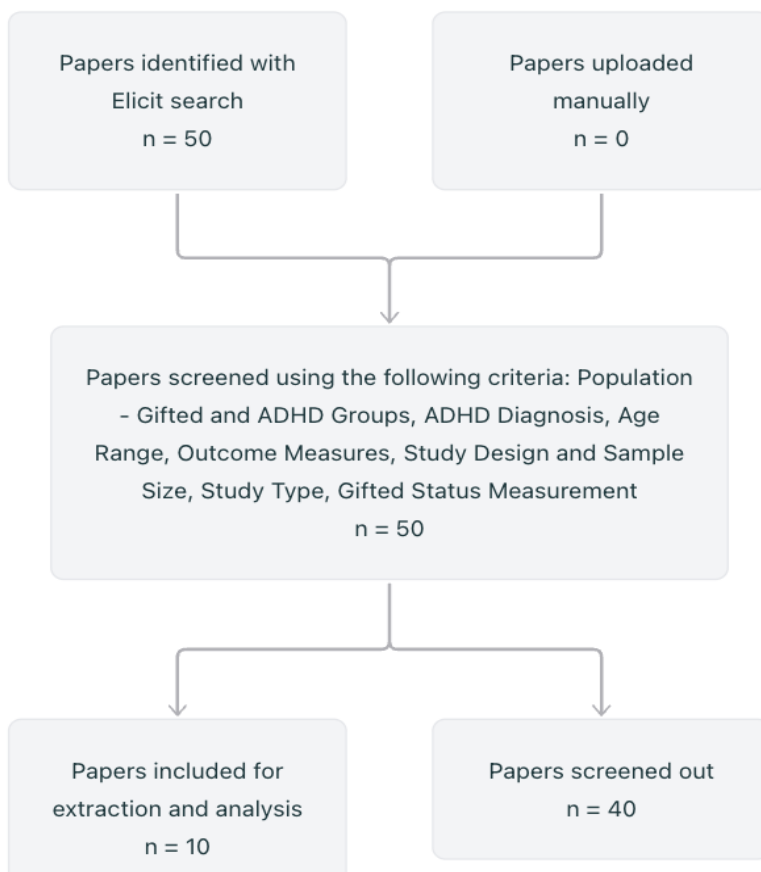 Papers identified with
Elicit search
n = 50
Papers uploaded
manually
n = 0
Papers screened using the following criteria: Population
- Gifted and ADHD Groups, ADHD Diagnosis, Age
Range, Outcome Measures, Study Design and Sample
Size, Study Type, Gifted Status Measurement
n = 50
Papers included for
extraction and analysis
n = 10
Papers screened out
n = 40